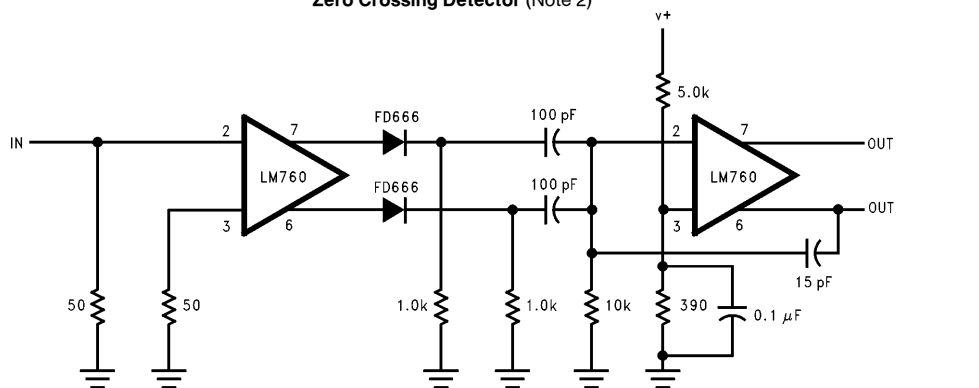 Zero Crossing Detector (Note 2)
v+
5.0k
FD666
100 pF
IN
2
7
2
7
OUT
LM760
FD666
100 pF
LM760
3
6
3
6
OUT
15 pF
50
50
1.0k
1.0k
10k
390
0.1 μF